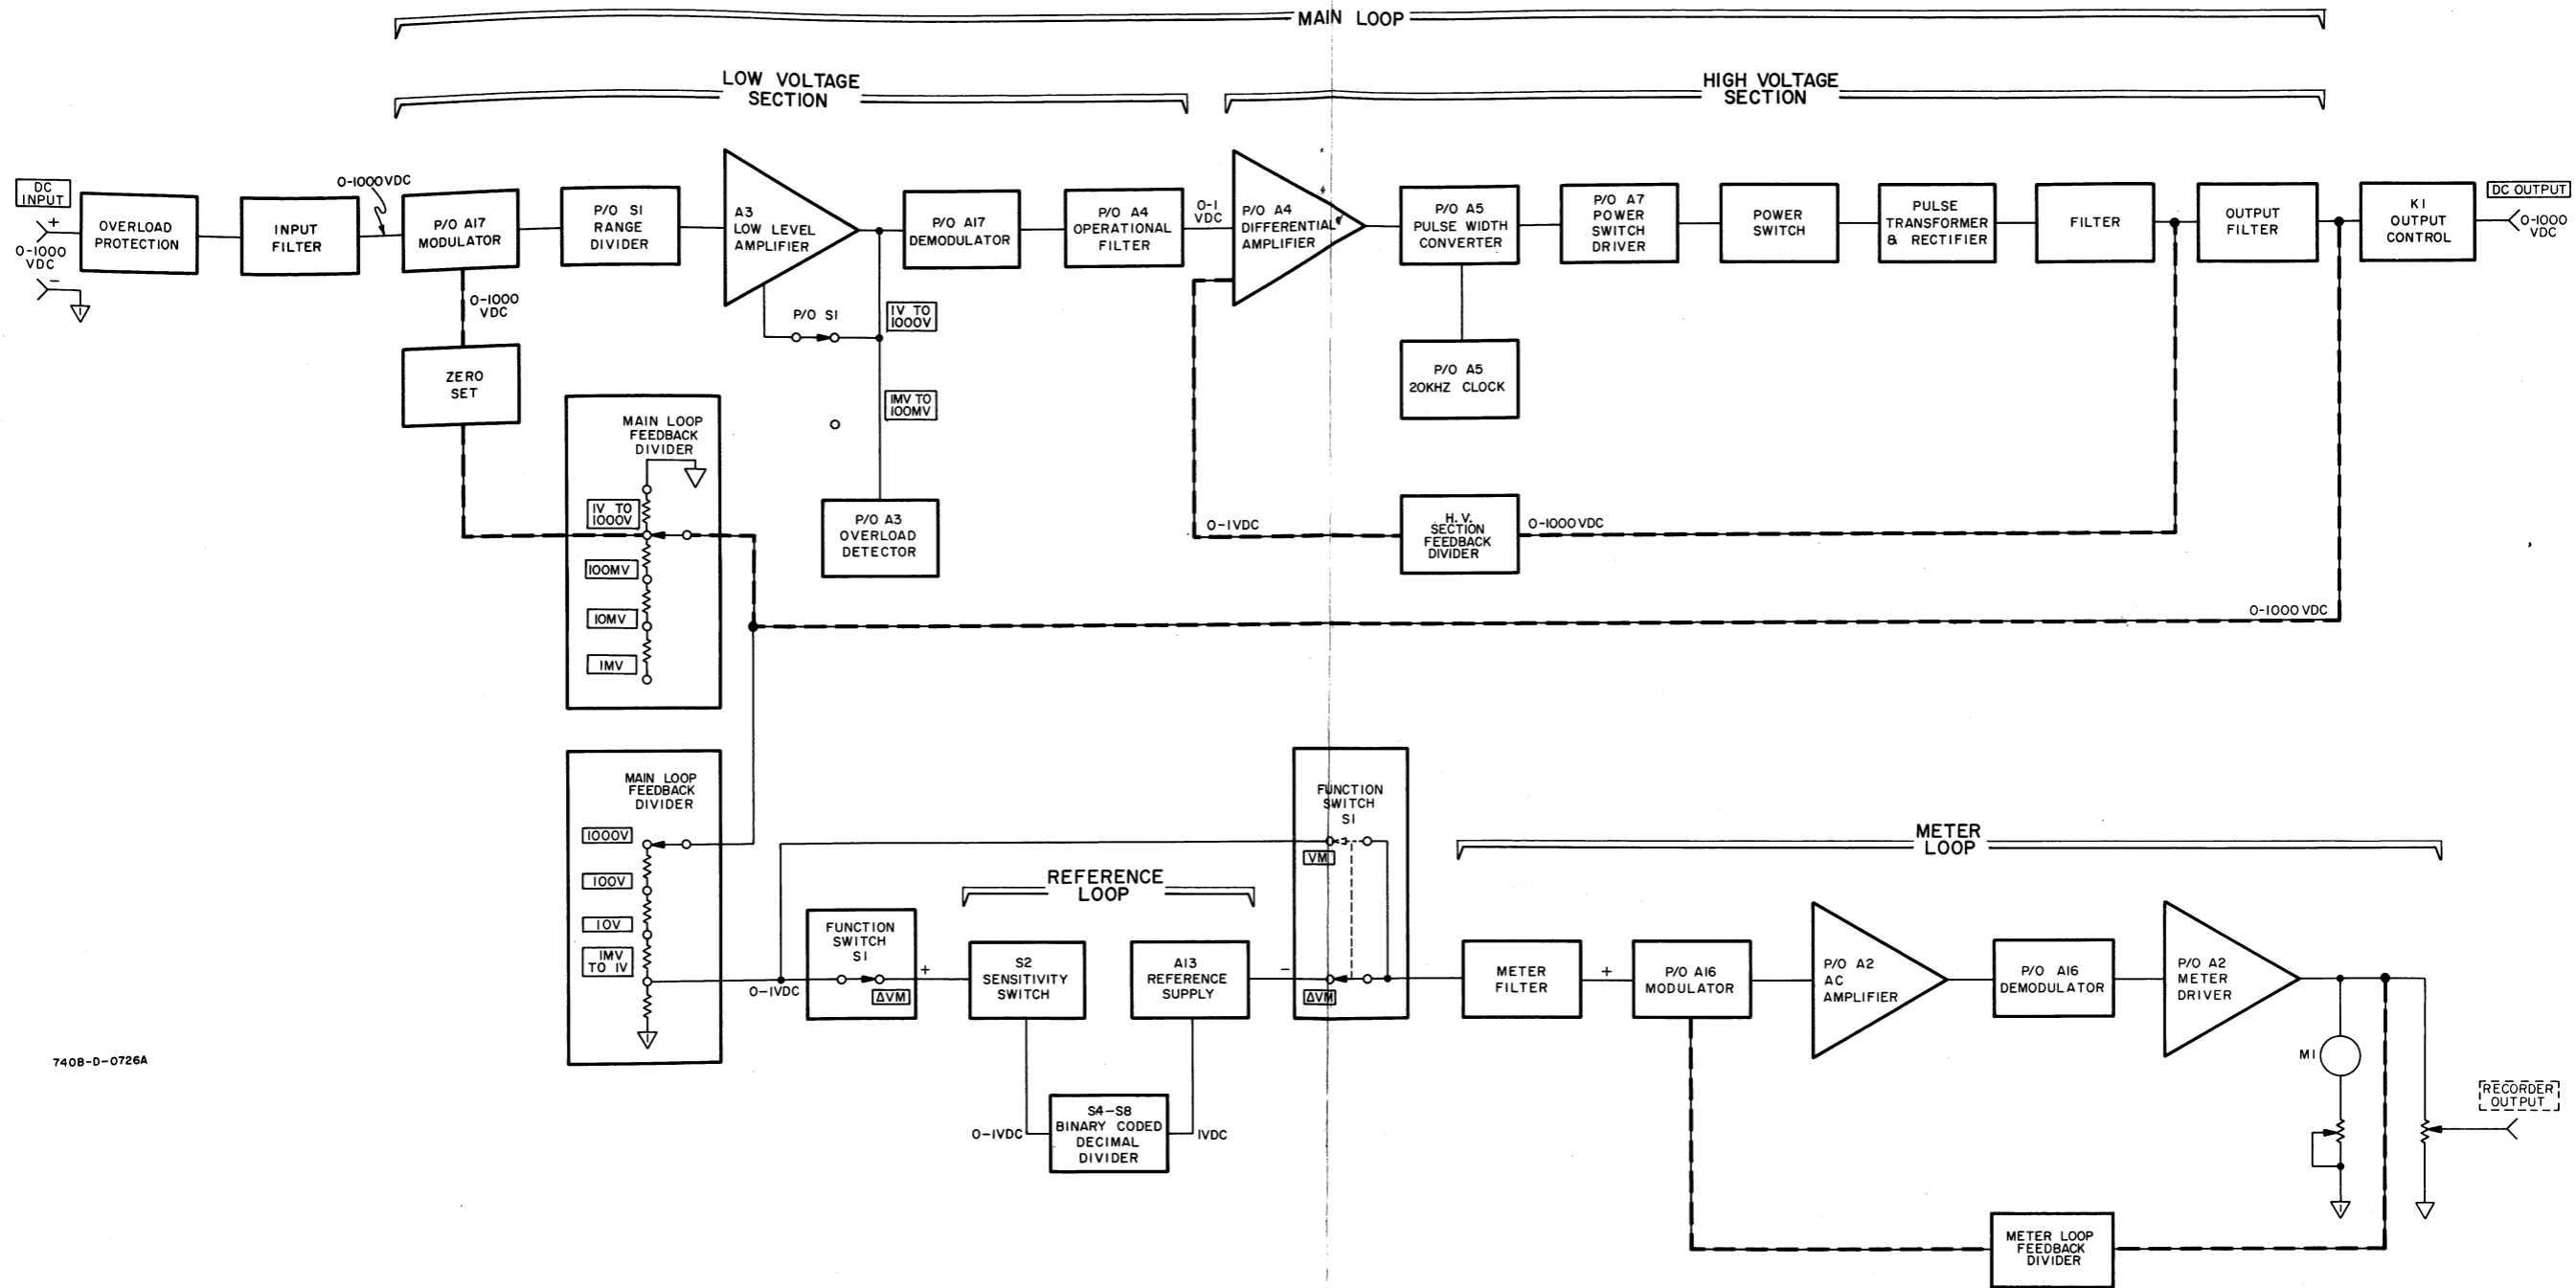 MAIN LOOP
LOW VOLTAGE
SECTION
HIGH VOLTAGE
SECTION
DC
INPUT
+
0-1000
VDC
-
OVERLOAD
PROTECTION
INPUT
FILTER
0-1000VDC
P/O A17
MODULATOR
P/O S1
RANGE
DIVIDER
A3
LOW LEVEL
AMPLIFIER
P/O A17
DEMODULATOR
P/O A4
OPERATIONAL
FILTER
0-1
VDC
P/O A4
DIFFERENTIAL
AMPLIFIER
P/O A5
PULSE WIDTH
CONVERTER
P/O A7
POWER
SWITCH
DRIVER
POWER
SWITCH
PULSE
TRANSFORMER
& RECTIFIER
FILTER
OUTPUT
FILTER
K1
OUTPUT
CONTROL
DC OUTPUT
0-1000
VDC
0-1000
VDC
P/O S1
1V TO
1000V
1MV TO
100MV
ZERO
SET
P/O A5
20KHZ CLOCK
MAIN LOOP
FEEDBACK
DIVIDER
1V TO
1000V
100MV
10MV
1MV
P/O A3
OVERLOAD
DETECTOR
0-1VDC
H.V.
SECTION
FEEDBACK
DIVIDER
0-1000VDC
0-1000 VDC
MAIN LOOP
FEEDBACK
DIVIDER
1000V
100V
10V
1MV
TO 1V
0-1VDC
FUNCTION
SWITCH
S1
ΔVM
+
REFERENCE
LOOP
S2
SENSITIVITY
SWITCH
A13
REFERENCE
SUPPLY
-
0-1VDC
S4-S8
BINARY CODED
DECIMAL
DIVIDER
1VDC
FUNCTION
SWITCH
S1
VM
ΔVM
METER
LOOP
METER
FILTER
+
P/O A16
MODULATOR
P/O A2
AC
AMPLIFIER
P/O A16
DEMODULATOR
P/O A2
METER
DRIVER
M1
RECORDER
OUTPUT
METER LOOP
FEEDBACK
DIVIDER
740B-D-0726A